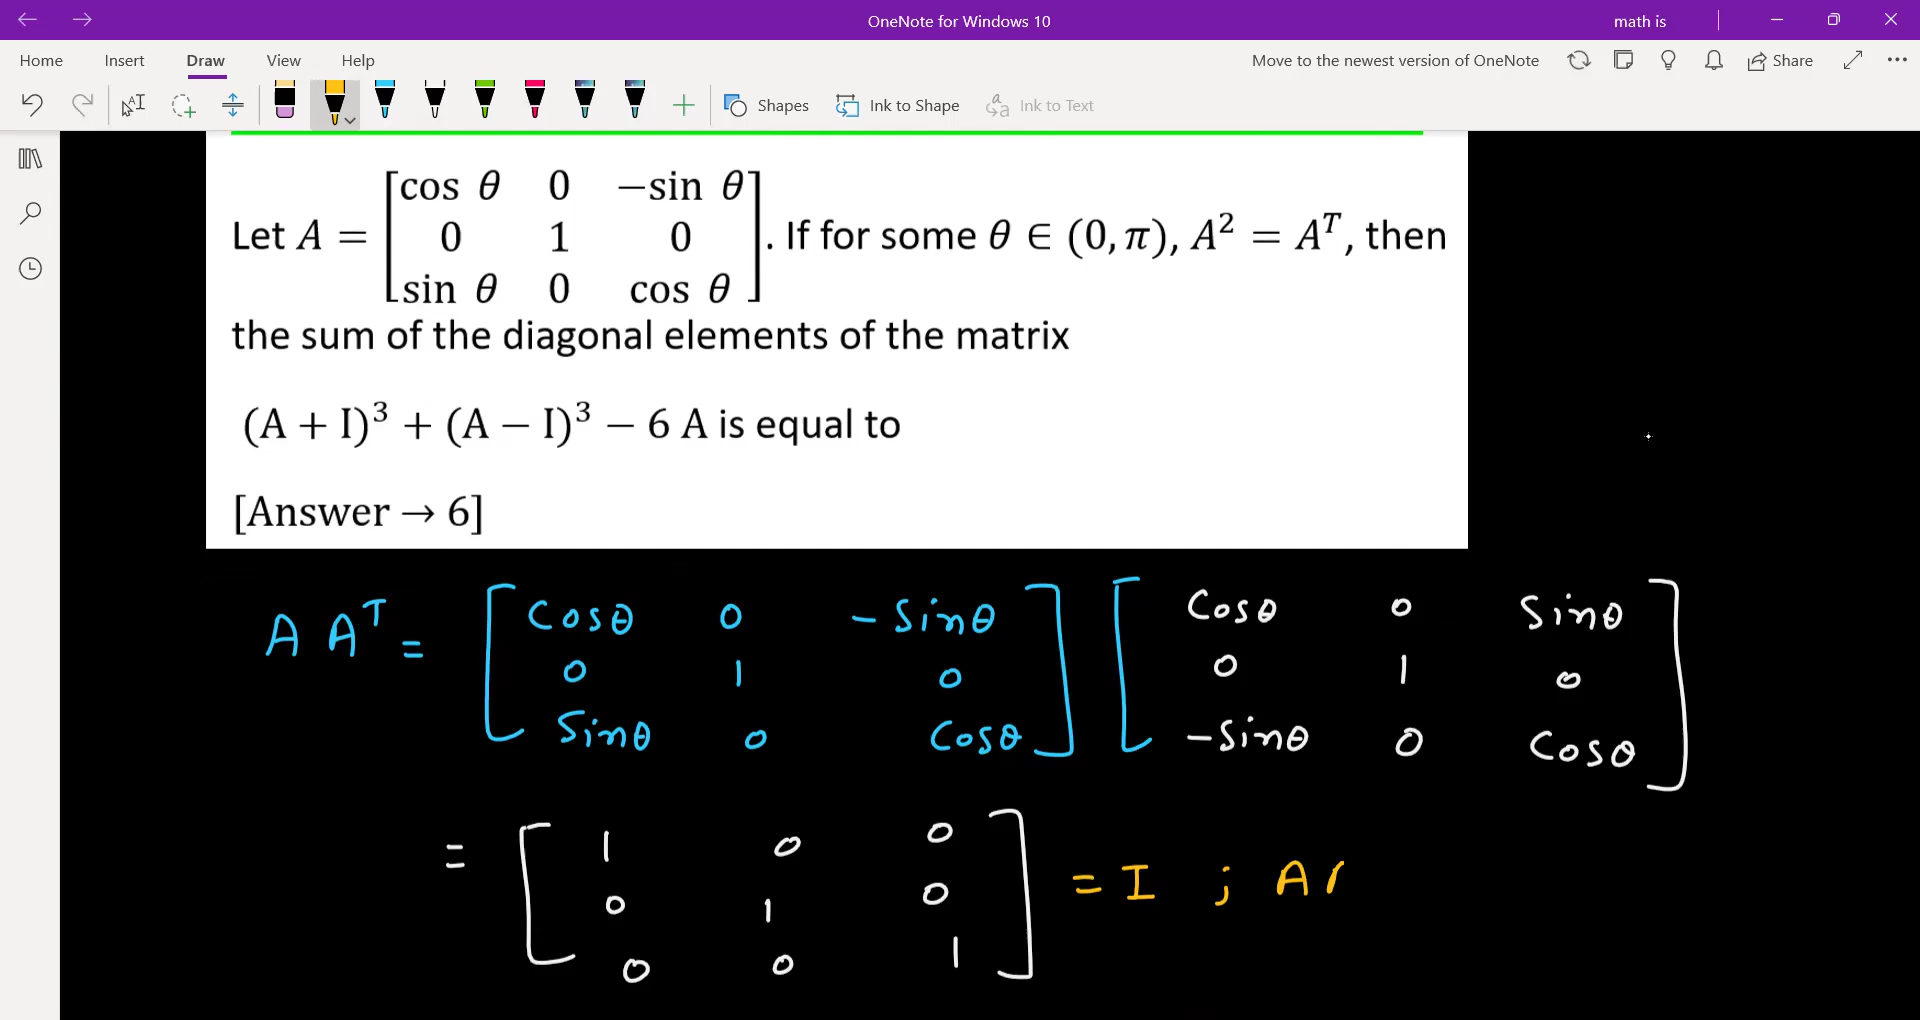 OneNote for Windows 10 math is
Home Insert Draw View Help Move to the newest version of OneNote Share
Shapes Ink to Shape Ink to Text
Let A = [cos θ 0 −sin θ
0 1 0
sin θ 0 cos θ]. If for some θ ∈ (0, π), A² = Aᵀ, then
the sum of the diagonal elements of the matrix
(A + I)³ + (A − I)³ − 6 A is equal to
[Answer → 6]
A Aᵀ = [Cosθ 0 −Sinθ] [Cosθ 0 Sinθ]
0 1 0 0 1 0
Sinθ 0 Cosθ −Sinθ 0 Cosθ
= [1 0 0
0 1 0] = I ; A
0 0 1